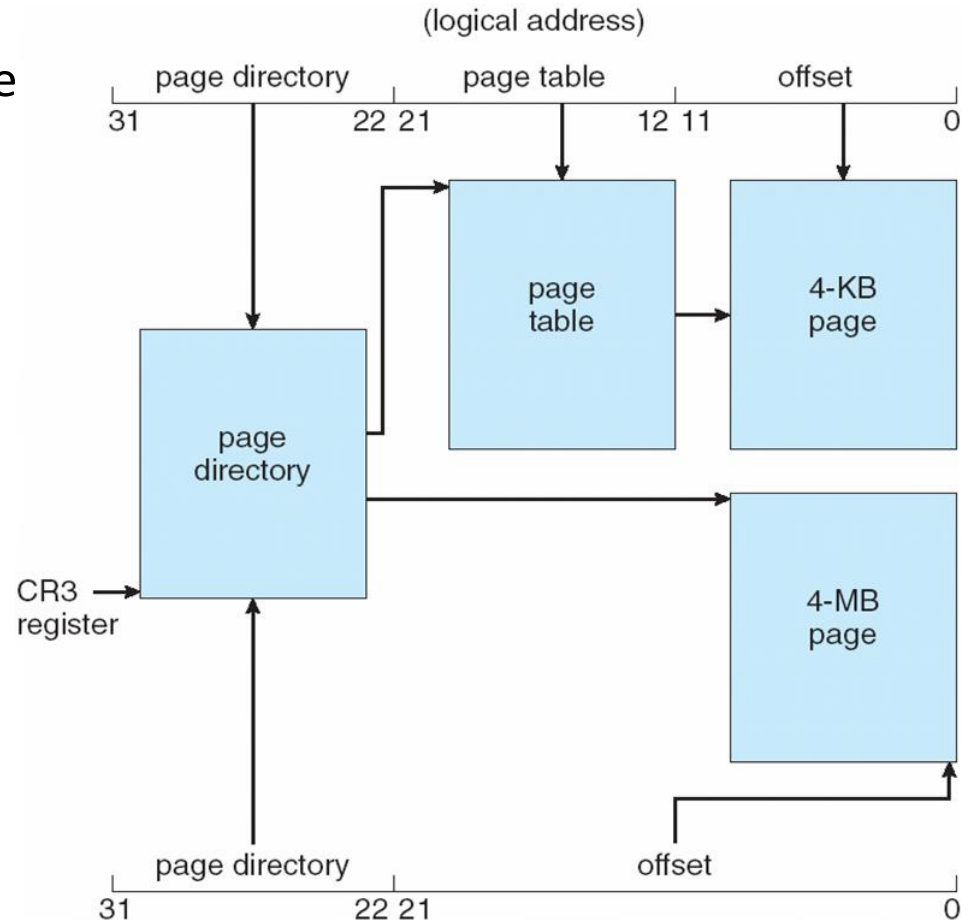 (logical address)
e
page directory page table offset
31 22 21 12 11 0
page
table
4-KB
page
page
directory
CR3
register
4-MB
page
page directory offset
31 22 21 0